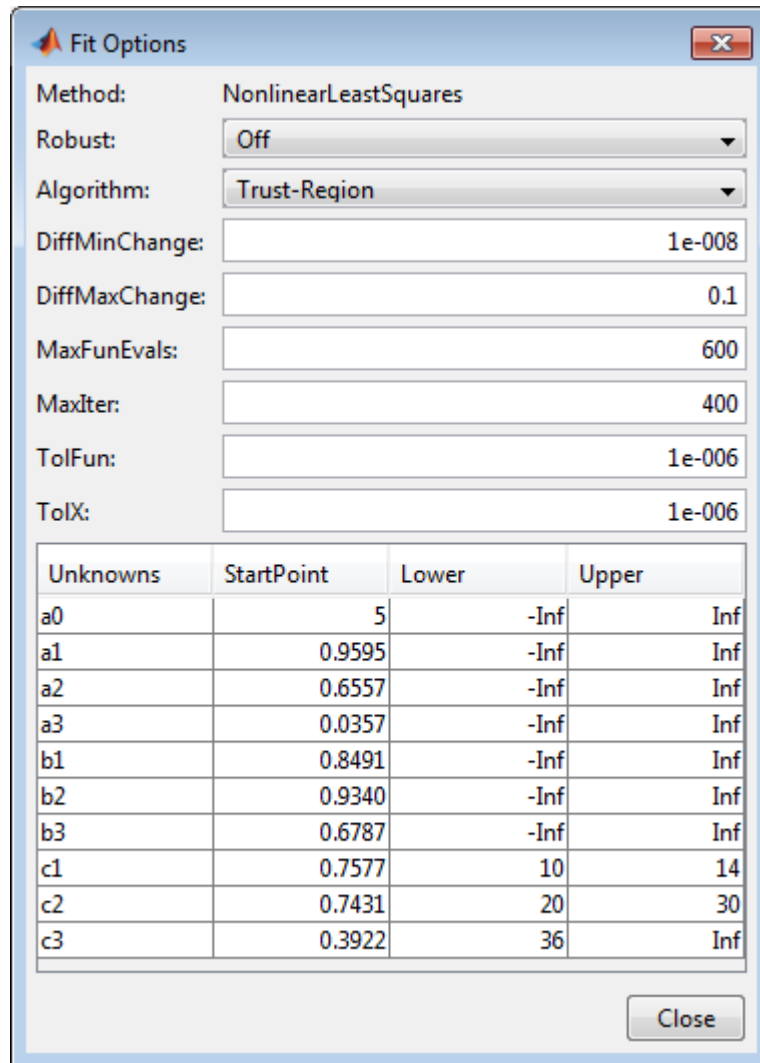 Fit Options
Method: NonlinearLeastSquares
Robust: Off
Algorithm: Trust-Region
DiffMinChange: 1e-008
DiffMaxChange: 0.1
MaxFunEvals: 600
MaxIter: 400
TolFun: 1e-006
TolX: 1e-006
Unknowns StartPoint Lower Upper
a0 5 -Inf Inf
a1 0.9595 -Inf Inf
a2 0.6557 -Inf Inf
a3 0.0357 -Inf Inf
b1 0.8491 -Inf Inf
b2 0.9340 -Inf Inf
b3 0.6787 -Inf Inf
c1 0.7577 10 14
c2 0.7431 20 30
c3 0.3922 36 Inf
Close